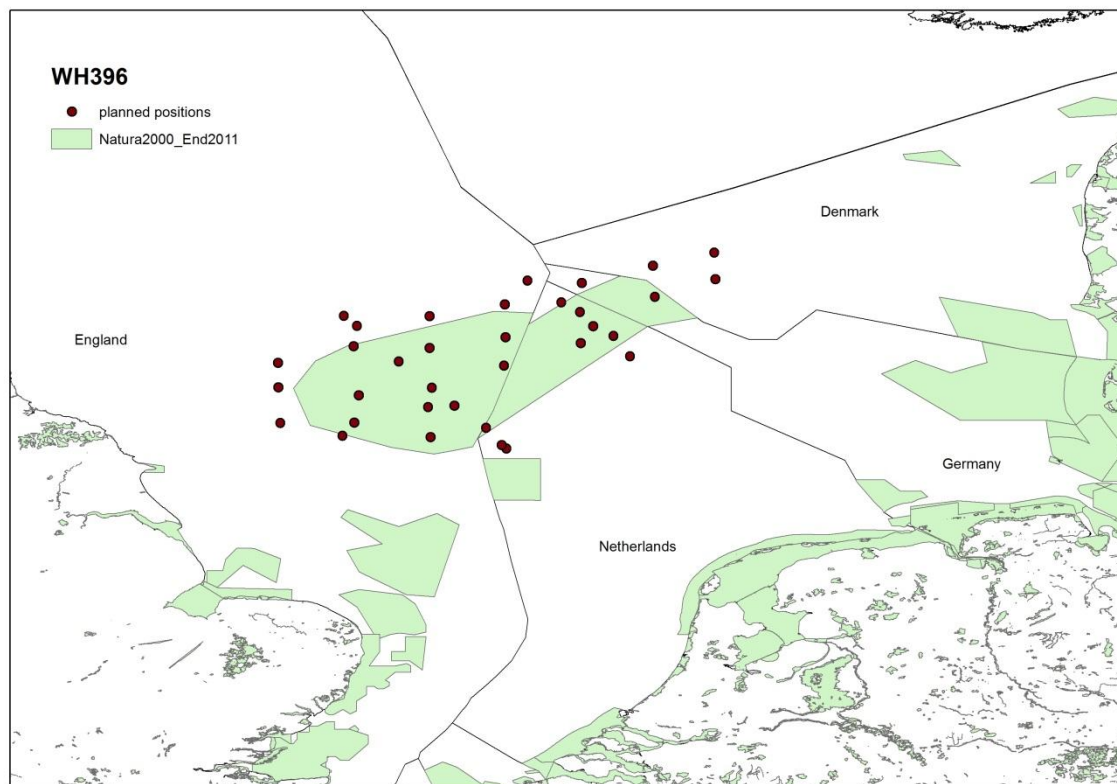 WH396
planned positions
Natura2000_End2011
Denmark
England
Germany
Netherlands